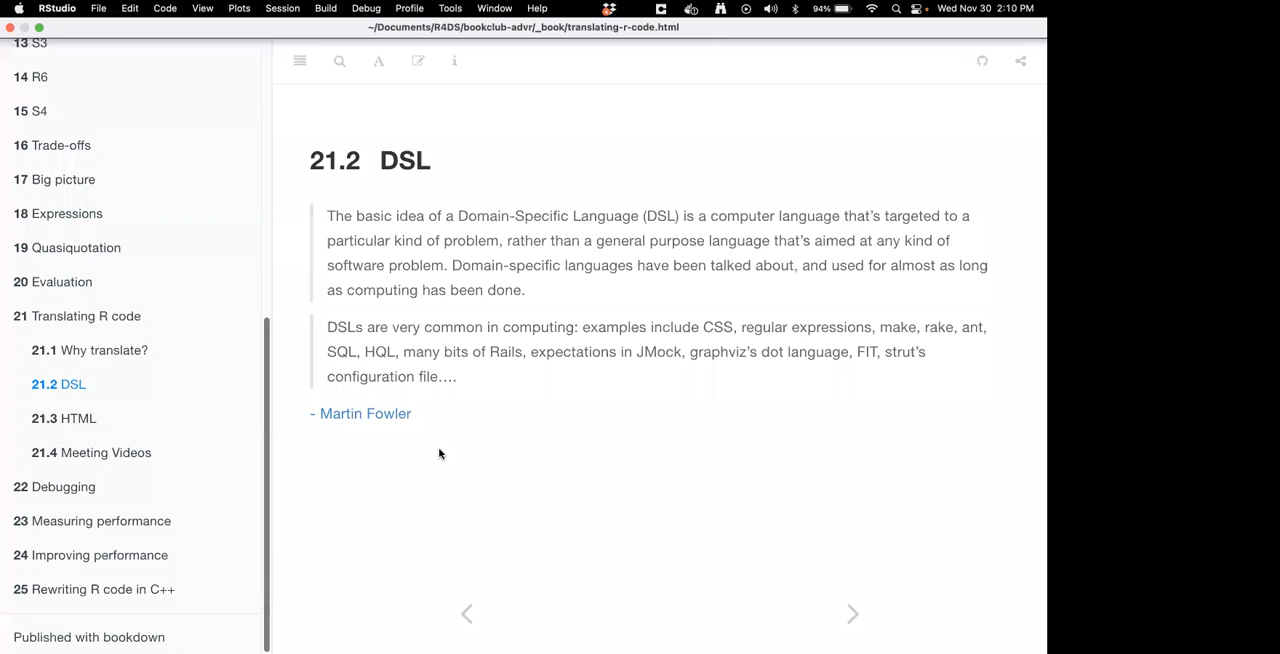 RStudio File Edit Code View Plots Session Build Debug Profile Tools Window Help 94% Wed Nov 30 2:10 PM
~/Documents/R4DS/bookclub-advr/_book/translating-r-code.html
13 S3
14 R6
15 S4
16 Trade-offs
17 Big picture
18 Expressions
19 Quasiquotation
20 Evaluation
21 Translating R code
21.1 Why translate?
21.2 DSL
21.3 HTML
21.4 Meeting Videos
22 Debugging
23 Measuring performance
24 Improving performance
25 Rewriting R code in C++
Published with bookdown
21.2 DSL
The basic idea of a Domain-Specific Language (DSL) is a computer language that's targeted to a
particular kind of problem, rather than a general purpose language that's aimed at any kind of
software problem. Domain-specific languages have been talked about, and used for almost as long
as computing has been done.
DSLs are very common in computing: examples include CSS, regular expressions, make, rake, ant,
SQL, HQL, many bits of Rails, expectations in JMock, graphviz's dot language, FIT, strut's
configuration file....
- Martin Fowler